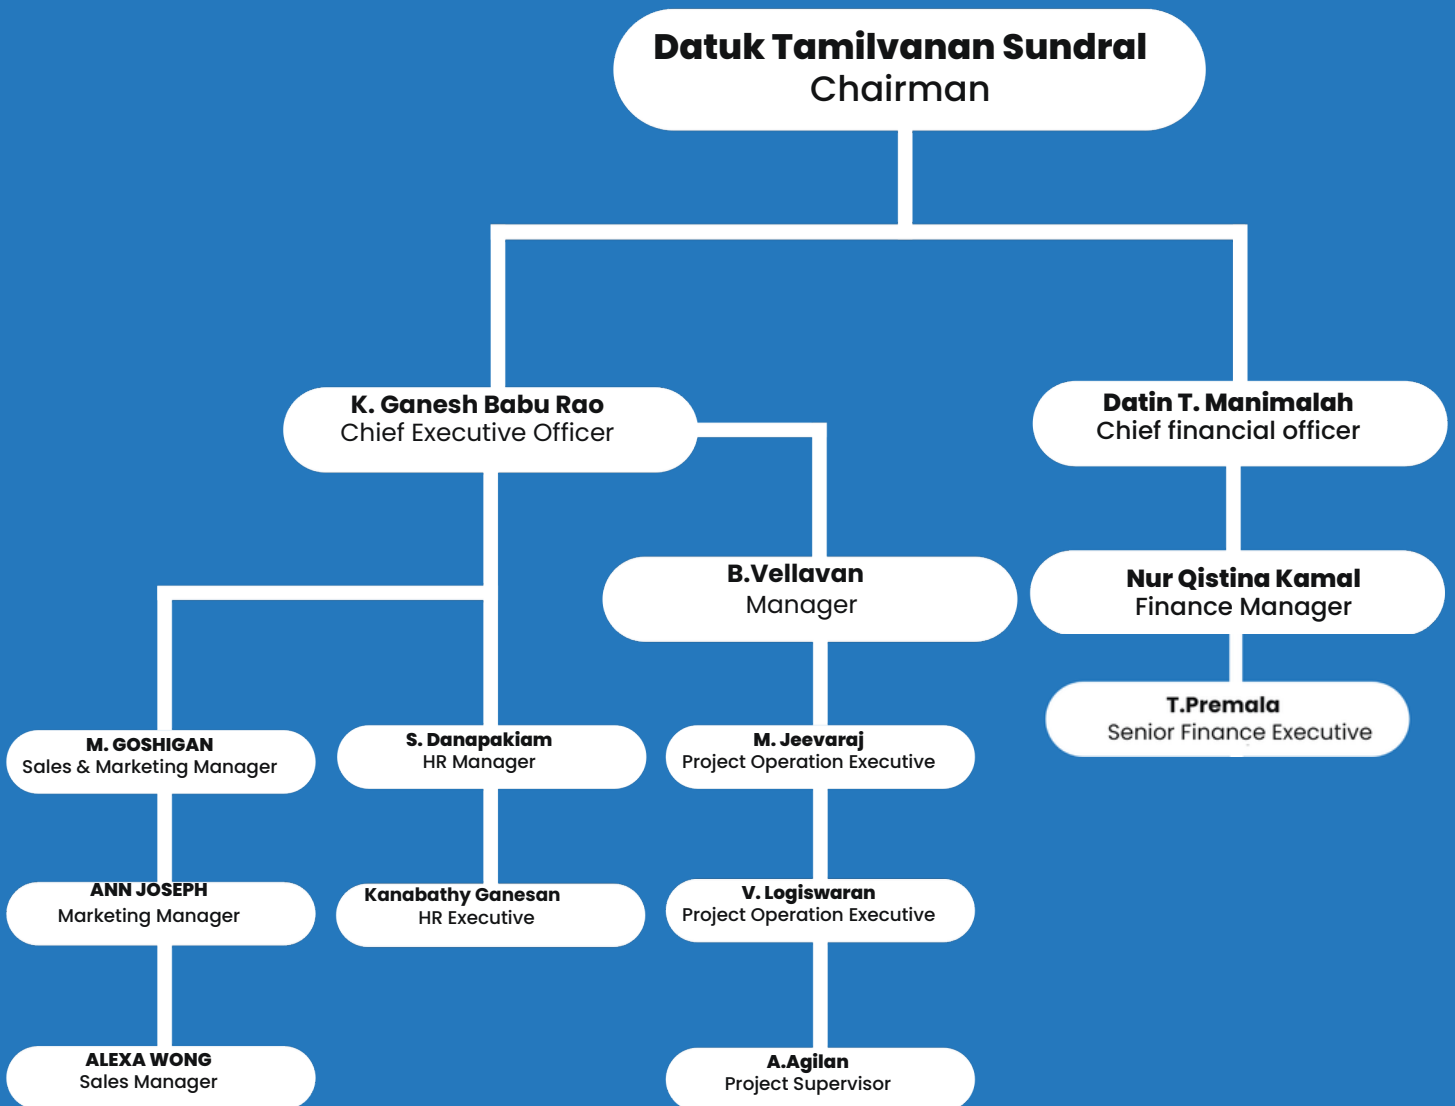 Datuk Tamilvanan Sundral
Chairman
K. Ganesh Babu Rao
Chief Executive Officer
Datin T. Manimalah
Chief financial officer
B.Vellavan
Manager
Nur Qistina Kamal
Finance Manager
T.Premala
Senior Finance Executive
M. GOSHIGAN
Sales & Marketing Manager
S. Danapakiam
HR Manager
M. Jeevaraj
Project Operation Executive
ANN JOSEPH
Marketing Manager
Kanabathy Ganesan
HR Executive
V. Logiswaran
Project Operation Executive
ALEXA WONG
Sales Manager
A.Agilan
Project Supervisor